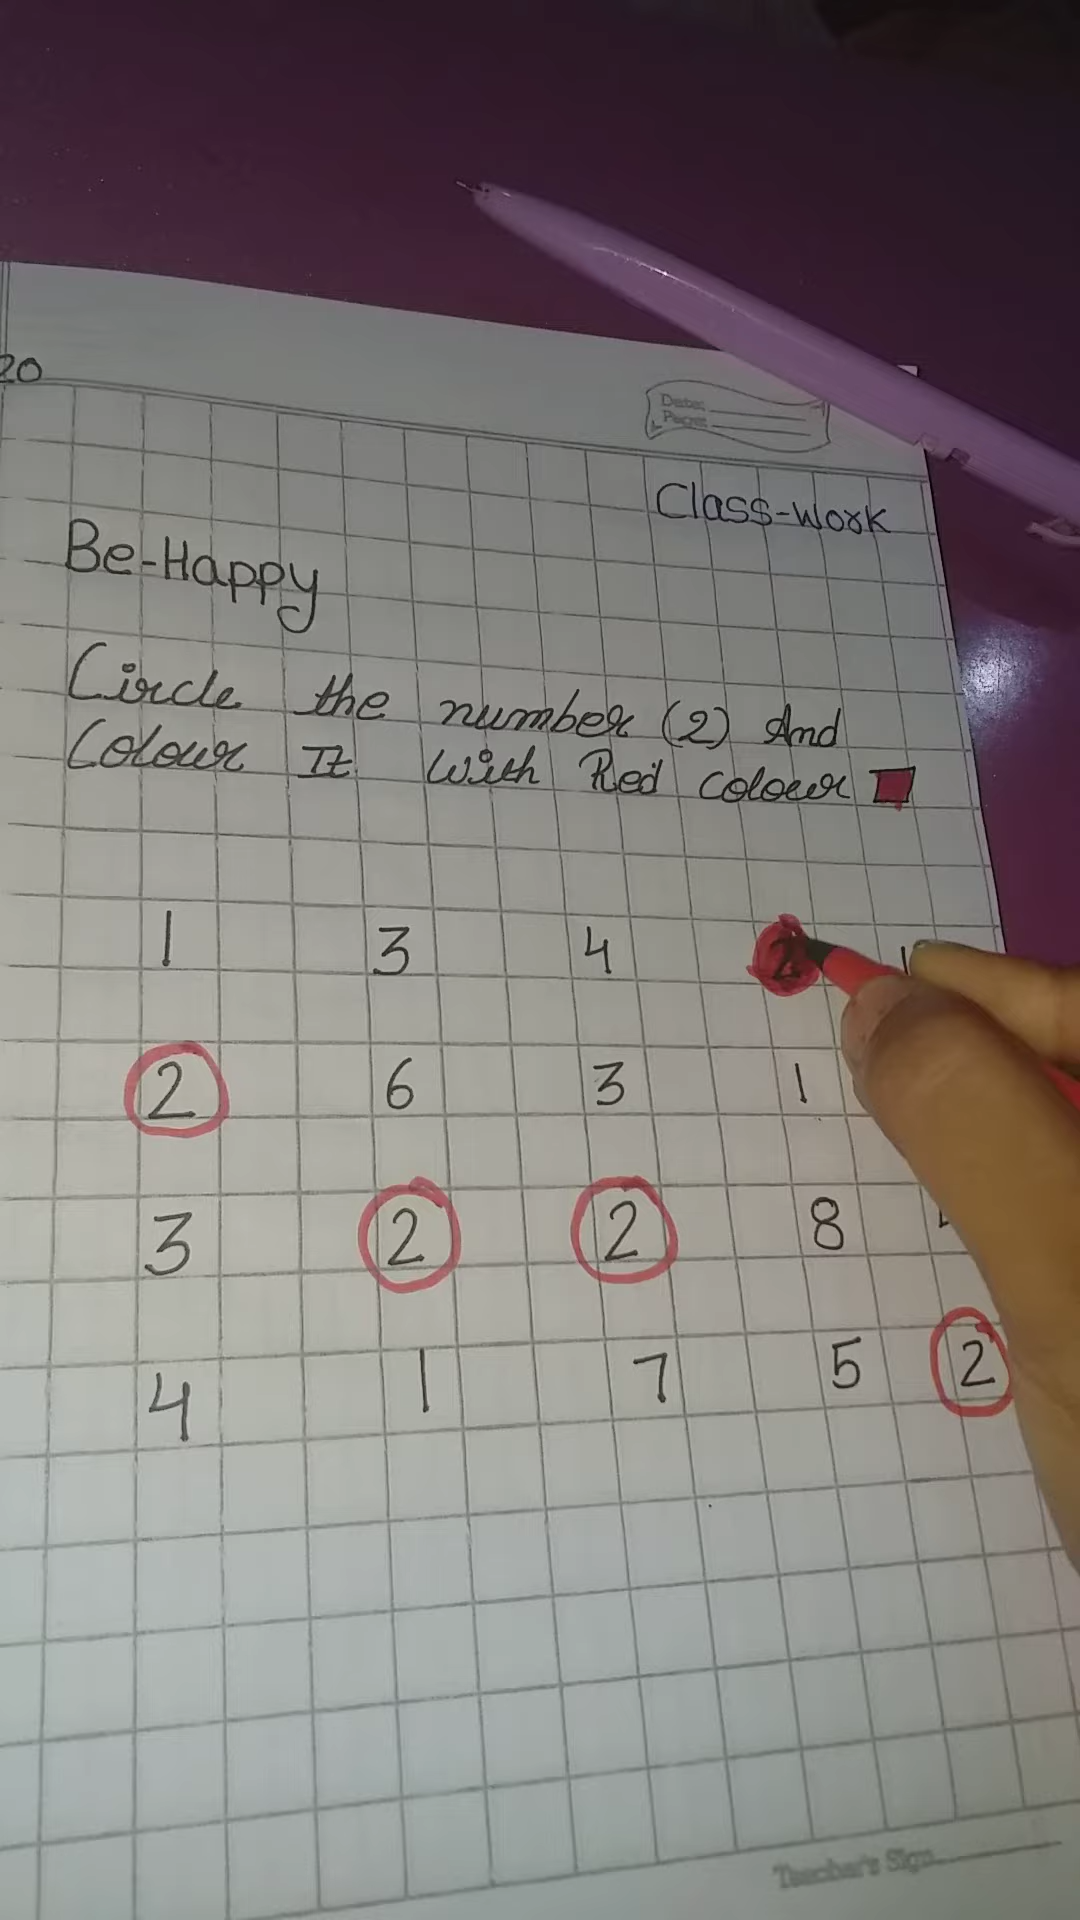 20
Date:
Page:
Class-work
Be-Happy
Circle the number (2) And
Colour It with Red colour
1 3 4 2 1
2 6 3 1
3 2 2 8
4 1 7 5 2
Teacher's Sign